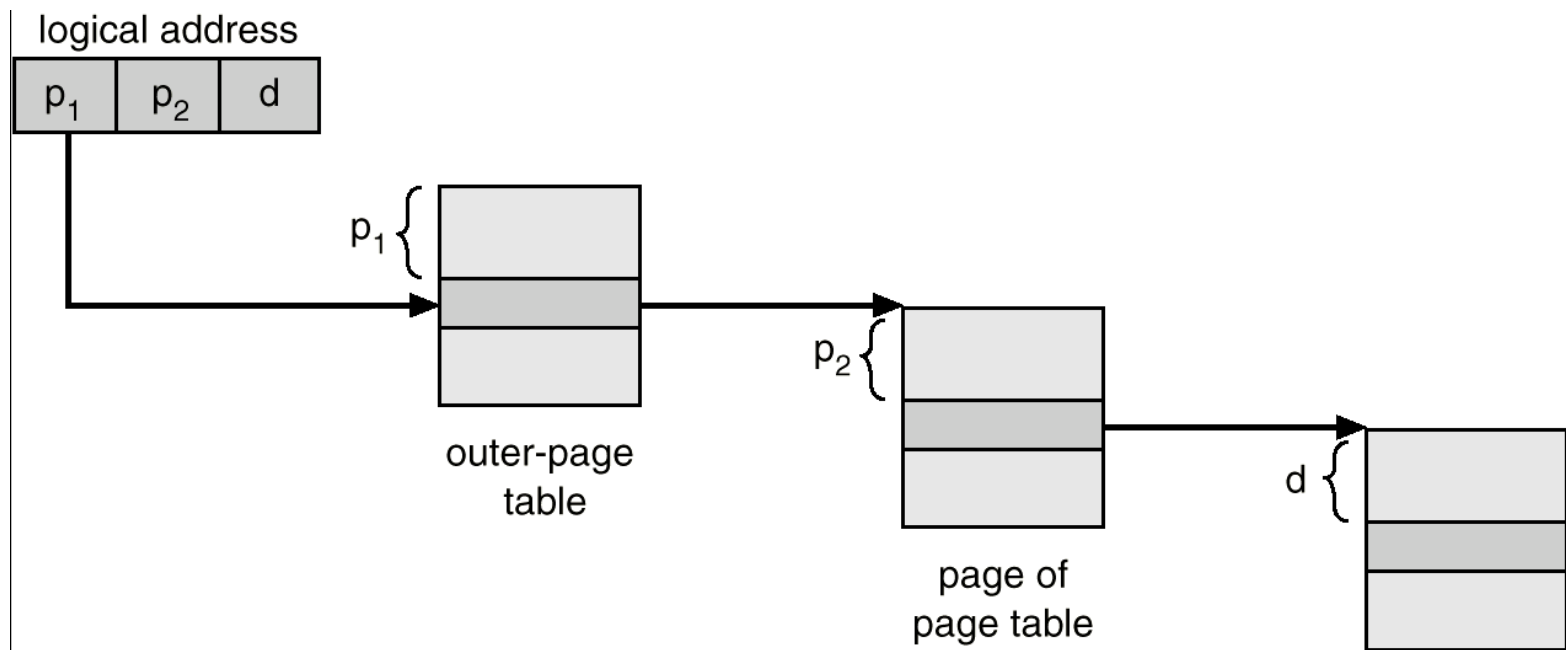 logical address
p₁ p₂ d
p₁
p₂
d
outer-page
table
page of
page table